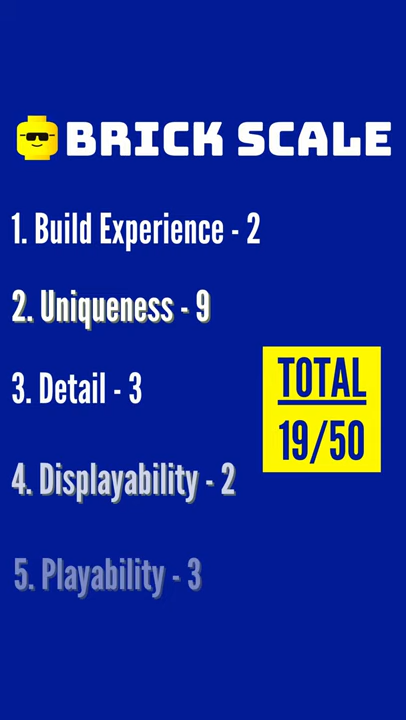 BRICK SCALE
1. Build Experience - 2
2. Uniqueness - 9
3. Detail - 3
TOTAL
19/50
4. Displayability - 2
5. Playability - 3